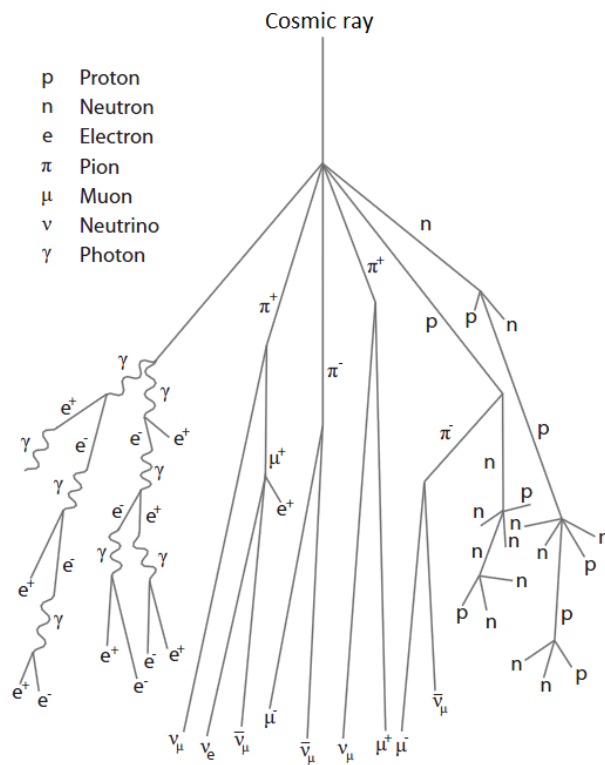 Cosmic ray
p Proton
n Neutron
e Electron
π Pion
μ Muon
ν Neutrino
γ Photon
n
π⁺
π⁺
p
p
n
γ
γ
π⁻
e⁺
γ
e⁻
e⁻
e⁺
π⁻
p
μ⁺
n
γ
γ
e⁻
e⁺
e⁺
p
n
n
n
n
n
n
p
γ
γ
e⁺
e⁻
n
n
p
n
p
γ
e⁺
e⁻
e⁺
e⁻
n
n
p
e⁺
e⁻
ν̄μ
μ⁻
νμ
νe
ν̄μ
ν̄μ
νμ
μ⁺
μ⁻